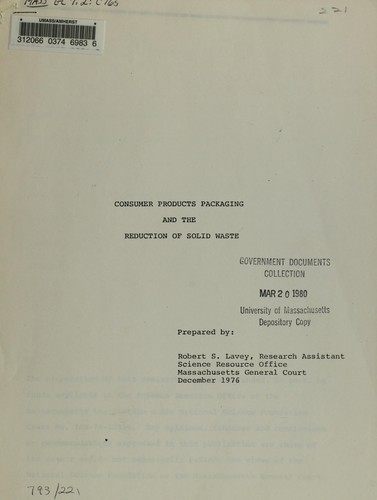 MASS. GC 1.2: C 765
221
UMASS/AMHERST
312066 0374 6983 6
CONSUMER PRODUCTS PACKAGING
AND THE
REDUCTION OF SOLID WASTE
GOVERNMENT DOCUMENTS
COLLECTION
MAR 20 1980
University of Massachusetts
Depository Copy
Prepared by:
Robert S. Lavey, Research Assistant
Science Resource Office
Massachusetts General Court
December 1976
793/221